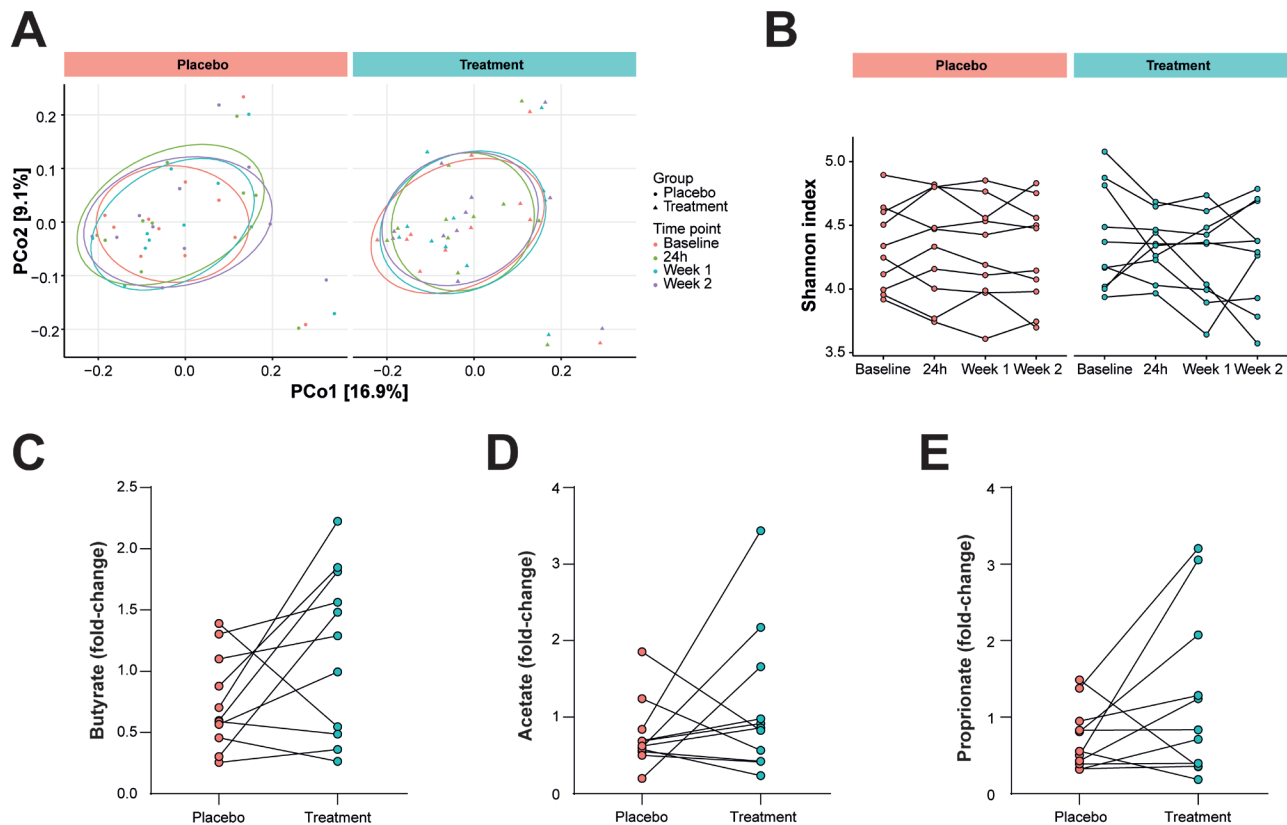 A
Placebo
Treatment
0.2
0.1
0.0
−0.1
−0.2
PCo2 [9.1%]
−0.2
0.0
0.2
−0.2
0.0
0.2
PCo1 [16.9%]
Group
Placebo
Treatment
Time point
Baseline
24h
Week 1
Week 2
B
Placebo
Treatment
5.0
4.5
4.0
3.5
Shannon index
Baseline 24h Week 1 Week 2
Baseline 24h Week 1 Week 2
C
2.5
2.0
1.5
1.0
0.5
0.0
Butyrate (fold-change)
Placebo
Treatment
D
4
3
2
1
0
Acetate (fold-change)
Placebo
Treatment
E
4
3
2
1
0
Proprionate (fold-change)
Placebo
Treatment